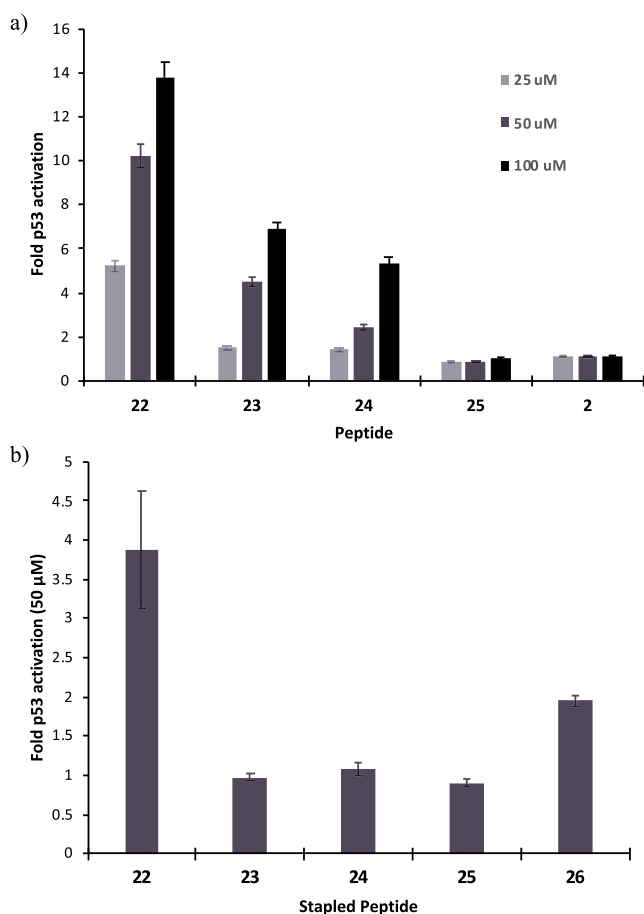 a)
16
14
12
10
8
6
4
2
0
Fold p53 activation
25 uM
50 uM
100 uM
22 23 24 25 2
Peptide
b)
5
4.5
4
3.5
3
2.5
2
1.5
1
0.5
0
Fold p53 activation (50 µM)
22 23 24 25 26
Stapled Peptide